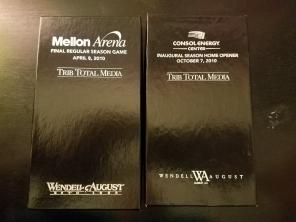 Mellon Arena
FINAL REGULAR SEASON GAME
APRIL 8, 2010
TRIB TOTAL MEDIA
WENDELL AUGUST
CONSOL ENERGY
CENTER
INAUGURAL SEASON HOME OPENER
OCTOBER 7, 2010
TRIB TOTAL MEDIA
WENDELL WA AUGUST